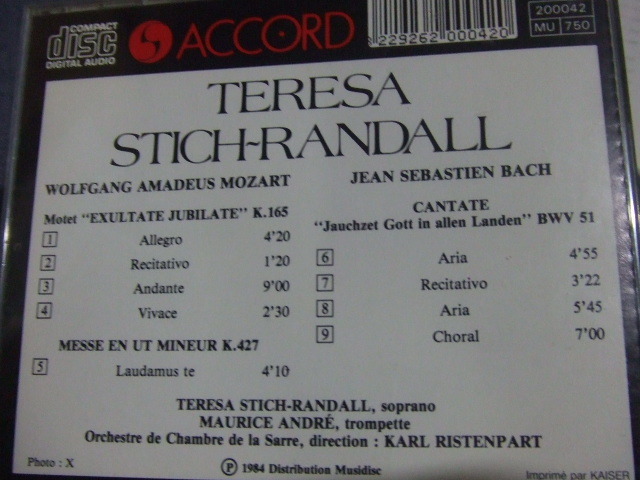 COMPACT
disc
DIGITAL AUDIO
ACCORD
229262 000420
200042
MU 750
TERESA
STICH-RANDALL
WOLFGANG AMADEUS MOZART
Motet "EXULTATE JUBILATE" K.165
1 Allegro 4'20
2 Recitativo 1'20
3 Andante 9'00
4 Vivace 2'30
MESSE EN UT MINEUR K.427
5 Laudamus te 4'10
JEAN SEBASTIEN BACH
CANTATE
"Jauchzet Gott in allen Landen" BWV 51
6 Aria 4'55
7 Recitativo 3'22
8 Aria 5'45
9 Choral 7'00
TERESA STICH-RANDALL, soprano
MAURICE ANDRÉ, trompette
Orchestre de Chambre de la Sarre, direction : KARL RISTENPART
Photo : X
Ⓟ 1984 Distribution Musidisc
Imprimé par KAISER